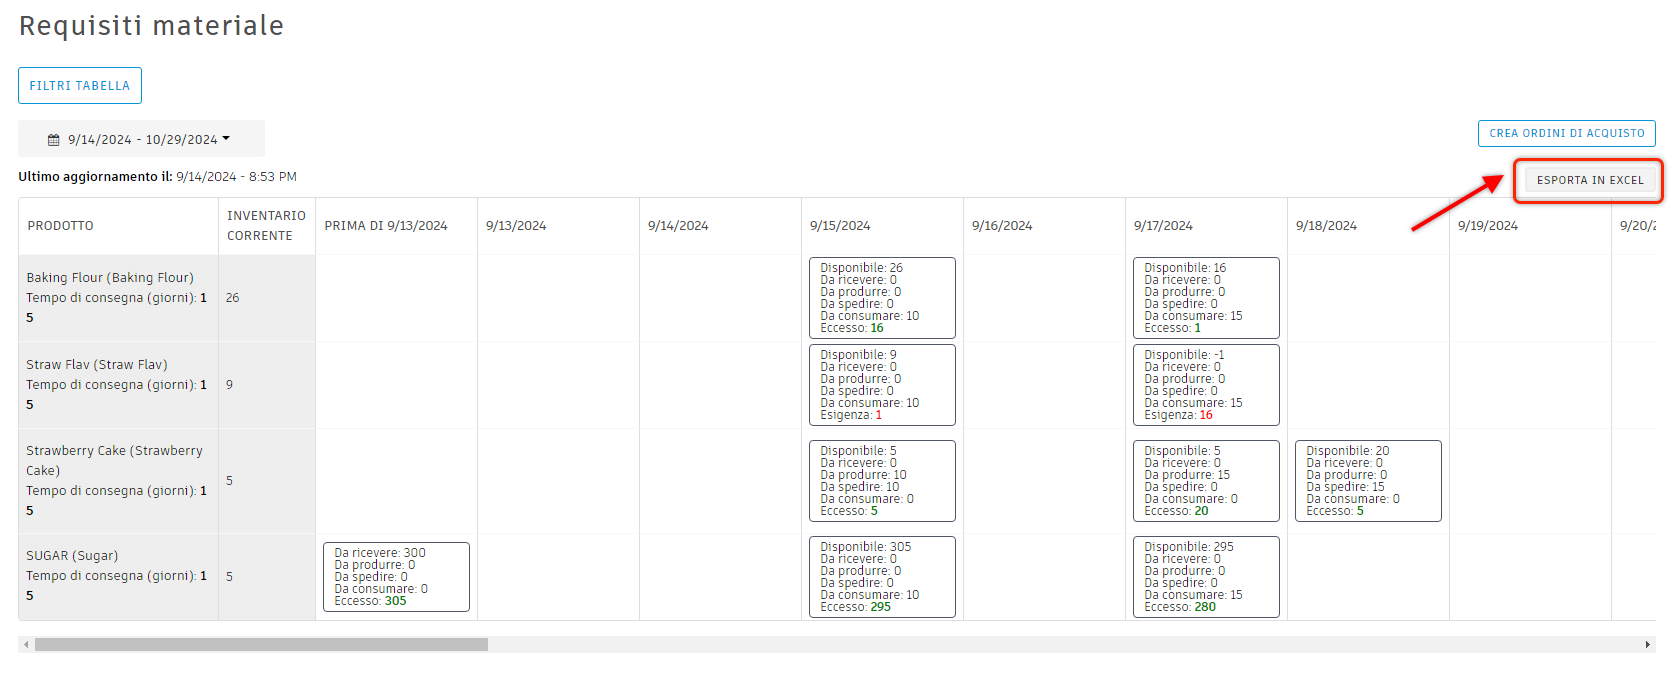 Requisiti materiale
FILTRI TABELLA
9/14/2024 - 10/29/2024
CREA ORDINI DI ACQUISTO
Ultimo aggiornamento il: 9/14/2024 - 8:53 PM
ESPORTA IN EXCEL
PRODOTTO
INVENTARIO
CORRENTE
PRIMA DI 9/13/2024
9/13/2024
9/14/2024
9/15/2024
9/16/2024
9/17/2024
9/18/2024
9/19/2024
9/20/2
Baking Flour (Baking Flour)
Tempo di consegna (giorni): 1
5
26
Disponibile: 26
Da ricevere: 0
Da produrre: 0
Da spedire: 0
Da consumare: 10
Eccesso: 16
Disponibile: 16
Da ricevere: 0
Da produrre: 0
Da spedire: 0
Da consumare: 15
Eccesso: 1
Straw Flav (Straw Flav)
Tempo di consegna (giorni): 1
5
9
Disponibile: 9
Da ricevere: 0
Da produrre: 0
Da spedire: 0
Da consumare: 10
Esigenza: 1
Disponibile: -1
Da ricevere: 0
Da produrre: 0
Da spedire: 0
Da consumare: 15
Esigenza: 16
Strawberry Cake (Strawberry
Cake)
Tempo di consegna (giorni): 1
5
5
Disponibile: 5
Da ricevere: 0
Da produrre: 10
Da spedire: 10
Da consumare: 0
Eccesso: 5
Disponibile: 5
Da ricevere: 0
Da produrre: 15
Da spedire: 0
Da consumare: 0
Eccesso: 20
Disponibile: 20
Da ricevere: 0
Da produrre: 0
Da spedire: 15
Da consumare: 0
Eccesso: 5
SUGAR (Sugar)
Tempo di consegna (giorni): 1
5
5
Da ricevere: 300
Da produrre: 0
Da spedire: 0
Da consumare: 0
Eccesso: 305
Disponibile: 305
Da ricevere: 0
Da produrre: 0
Da spedire: 0
Da consumare: 10
Eccesso: 295
Disponibile: 295
Da ricevere: 0
Da produrre: 0
Da spedire: 0
Da consumare: 15
Eccesso: 280